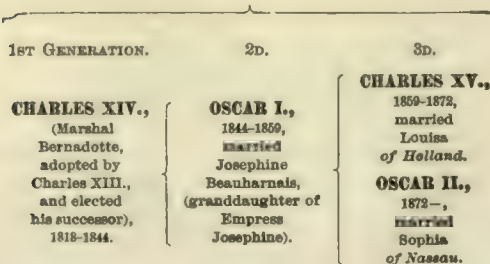 1ST GENERATION.
2D.
3D.
CHARLES XIV.,
(Marshal
Bernadotte,
adopted by
Charles XIII.,
and elected
his successor),
1818-1844.
OSCAR I.,
1844-1859,
Josephine
Beauharnais,
(granddaughter of
Empress
Josephine).
CHARLES XV.,
1859-1872,
married
Louisa
of Holland.
OSCAR II.,
1872-,
Sophia
of Nassau.